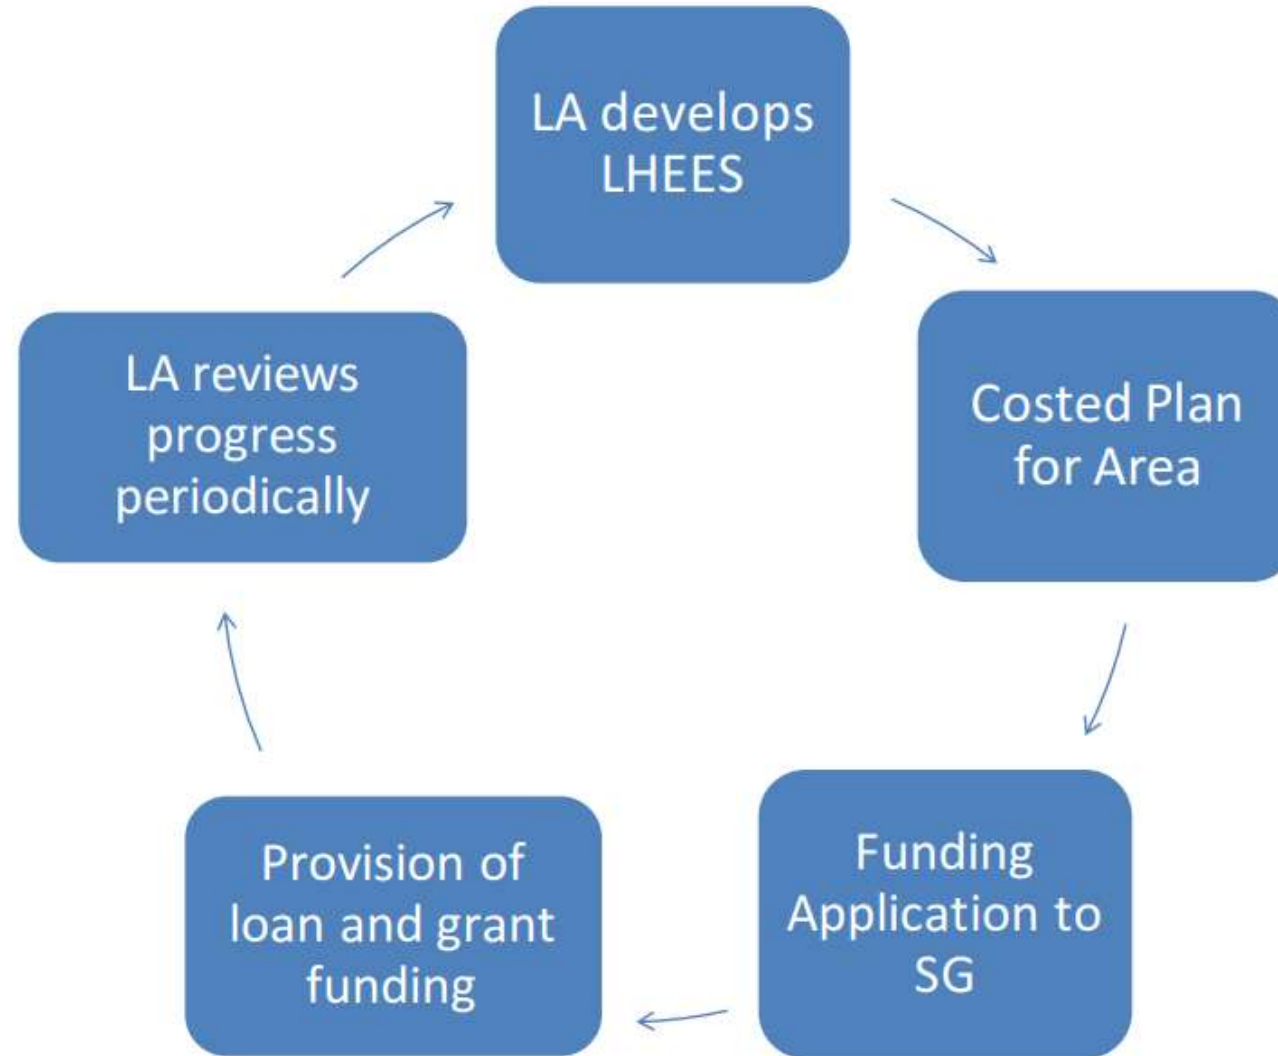 LA develops
LHEES
Costed Plan
for Area
Funding
Application to
SG
Provision of
loan and grant
funding
LA reviews
progress
periodically